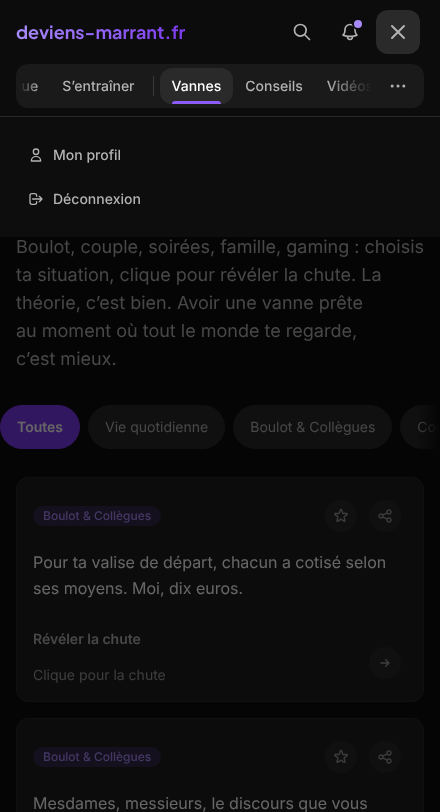 deviens-marrant.fr
ue S'entraîner Vannes Conseils Vidéos
Mon profil
Déconnexion
Boulot, couple, soirées, famille, gaming : choisis
ta situation, clique pour révéler la chute. La
théorie, c'est bien. Avoir une vanne prête
au moment où tout le monde te regarde,
c'est mieux.
Toutes Vie quotidienne Boulot & Collègues Co
Boulot & Collègues
Pour ta valise de départ, chacun a cotisé selon
ses moyens. Moi, dix euros.
Révéler la chute
Clique pour la chute
Boulot & Collègues
Mesdames, messieurs, le discours que vous